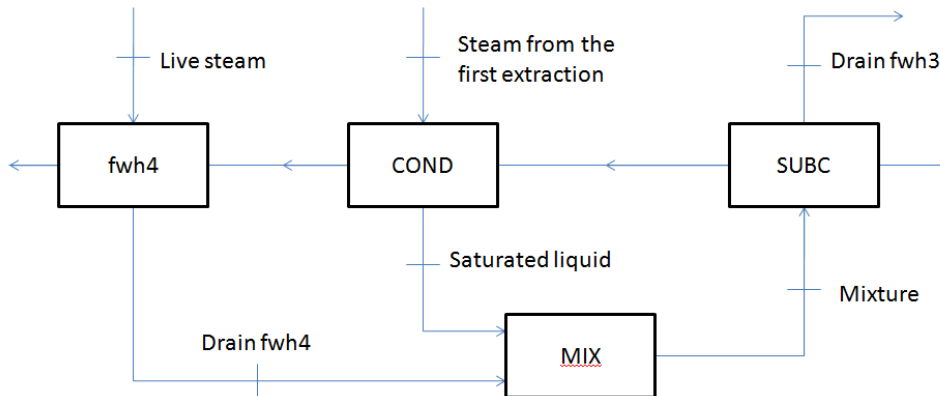 Live steam
Steam from the
first extraction
Drain fwh3
fwh4
COND
SUBC
Saturated liquid
Mixture
Drain fwh4
MIX